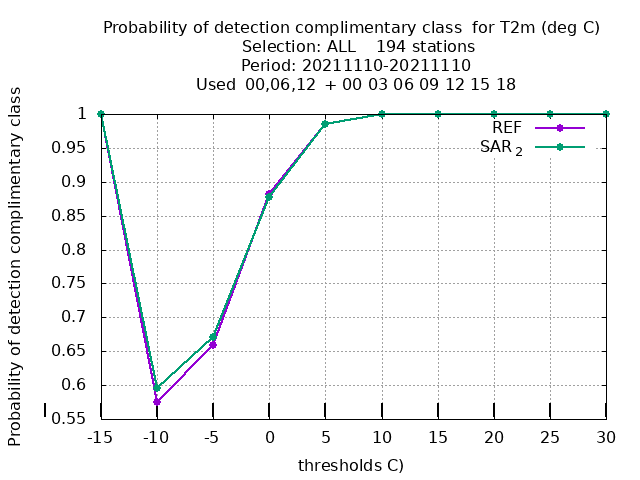 Probability of detection complimentary class  for T2m (deg C)
Selection: ALL    194 stations
Period: 20211110-20211110
Used  00,06,12  + 00 03 06 09 12 15 18
Probability of detection complimentary class
1
0.95
0.9
0.85
0.8
0.75
0.7
0.65
0.6
0.55
REF
SAR 2
-15 -10 -5 0 5 10 15 20 25 30
thresholds C)